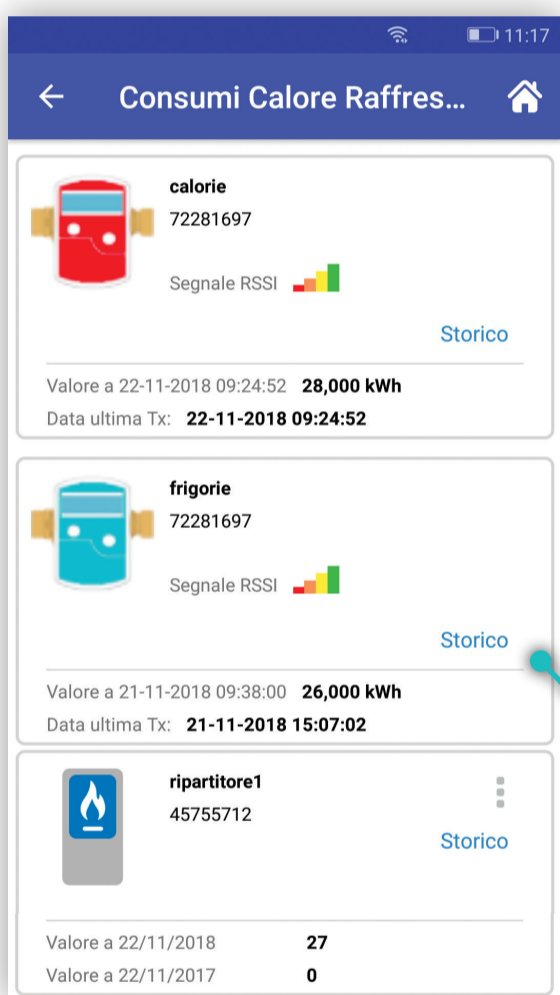 11:17
Consumi Calore Raffres...
calorie
72281697
Segnale RSSI
Storico
Valore a 22-11-2018 09:24:52 28,000 kWh
Data ultima Tx: 22-11-2018 09:24:52
frigorie
72281697
Segnale RSSI
Storico
Valore a 21-11-2018 09:38:00 26,000 kWh
Data ultima Tx: 21-11-2018 15:07:02
ripartitore1
45755712
Storico
Valore a 22/11/2018 27
Valore a 22/11/2017 0